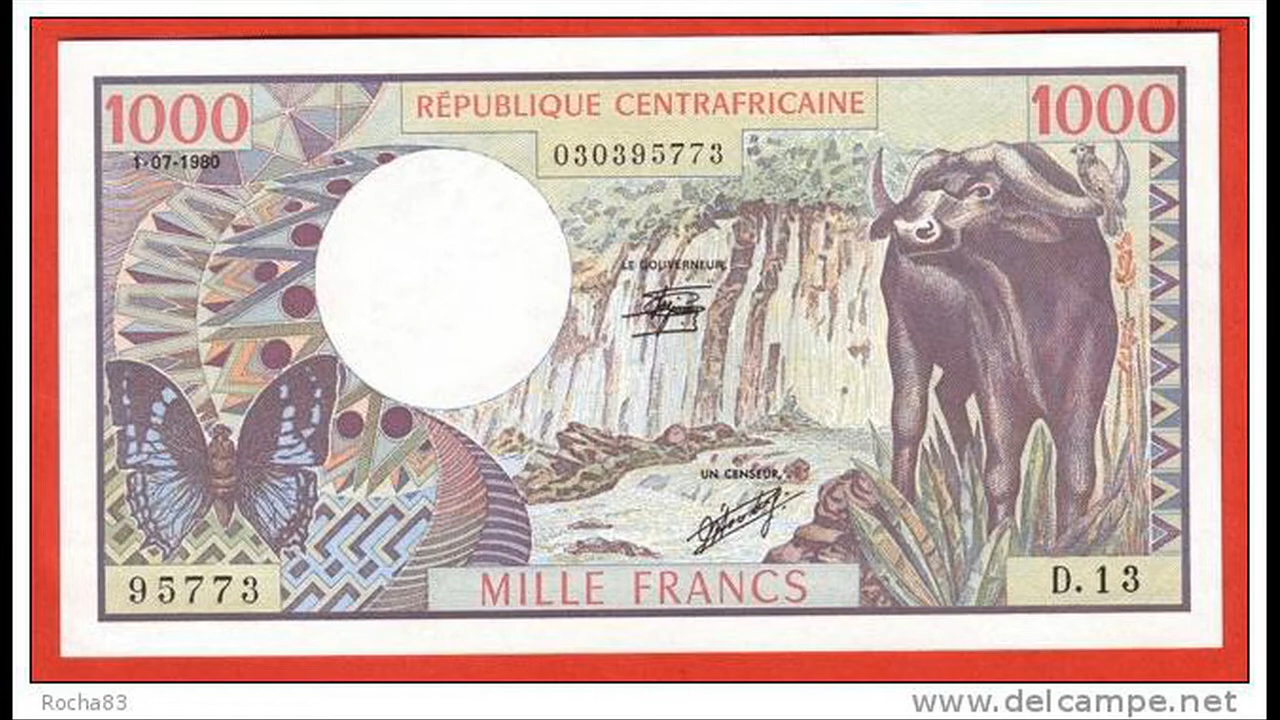 1000
RÉPUBLIQUE CENTRAFRICAINE
1000
1-07-1980
030395773
LE GOUVERNEUR,
UN CENSEUR,
95773
MILLE FRANCS
D.13
Rocha83
www.delcampe.net